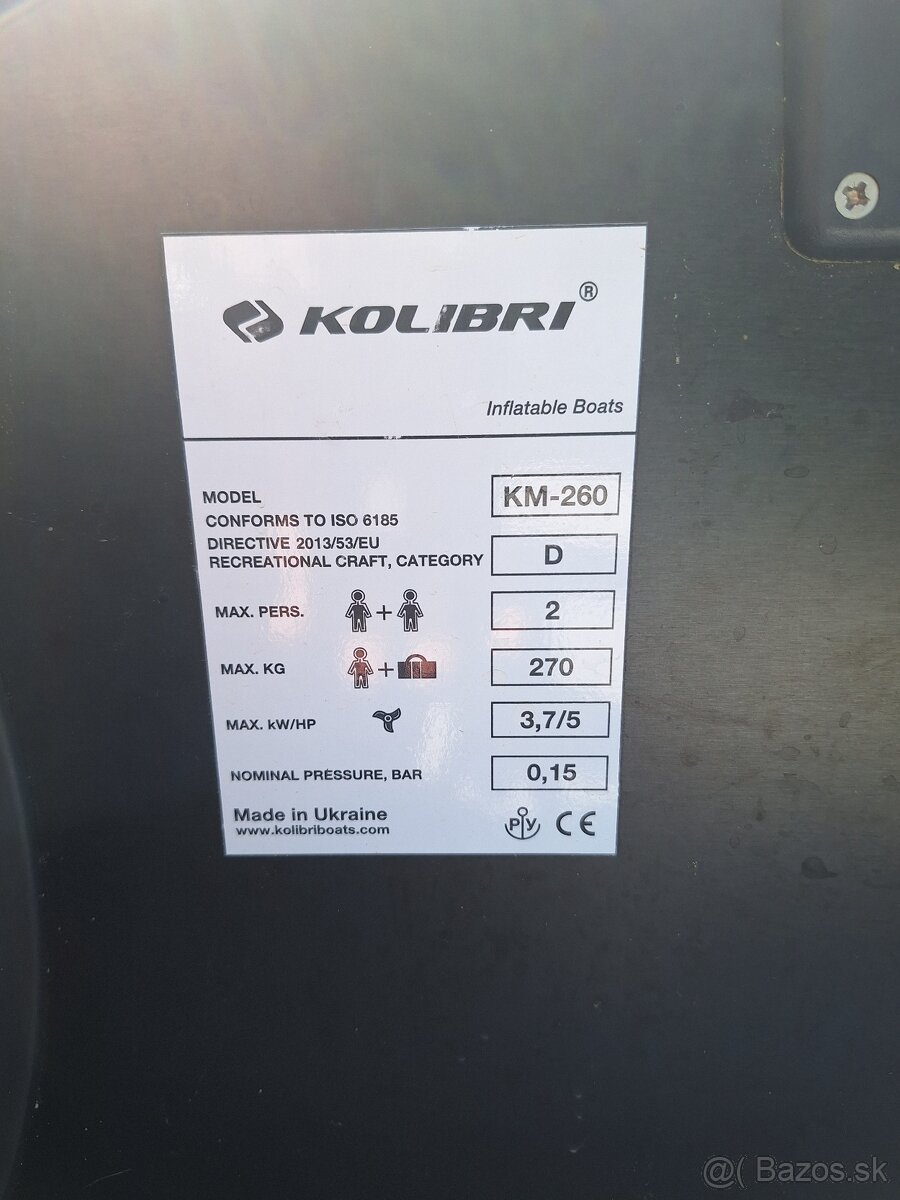 KOLIBRI®
Inflatable Boats
MODEL KM-260
CONFORMS TO ISO 6185
DIRECTIVE 2013/53/EU
RECREATIONAL CRAFT, CATEGORY D
MAX. PERS. + 2
MAX. KG + 270
MAX. kW/HP 3,7/5
NOMINAL PRESSURE, BAR 0,15
Made in Ukraine
www.kolibriboats.com РУ CE
@( Bazos.sk